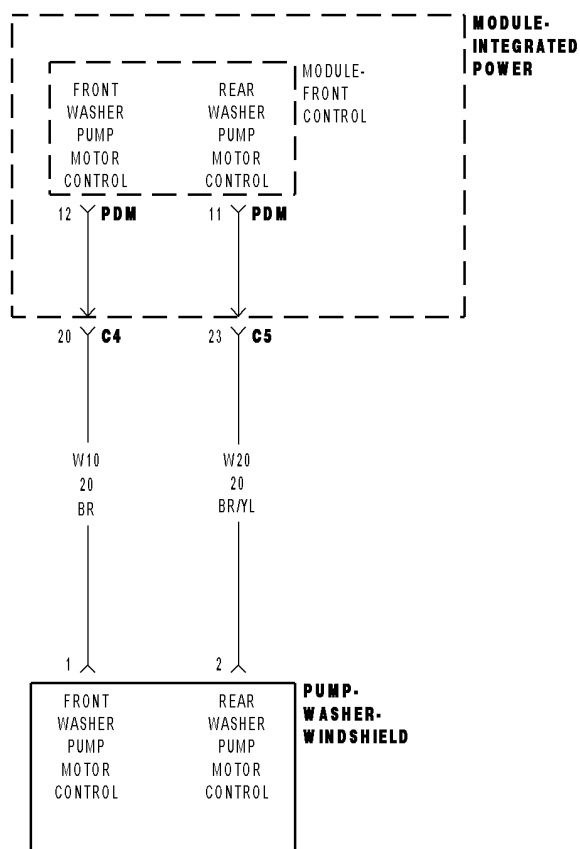 MODULE-
INTEGRATED
POWER
MODULE-
FRONT
CONTROL
FRONT
WASHER
PUMP
MOTOR
CONTROL
REAR
WASHER
PUMP
MOTOR
CONTROL
12 PDM
11 PDM
20 C4
23 C5
W10
20
BR
W20
20
BR/YL
1
2
FRONT
WASHER
PUMP
MOTOR
CONTROL
REAR
WASHER
PUMP
MOTOR
CONTROL
PUMP-
WASHER-
WINDSHIELD